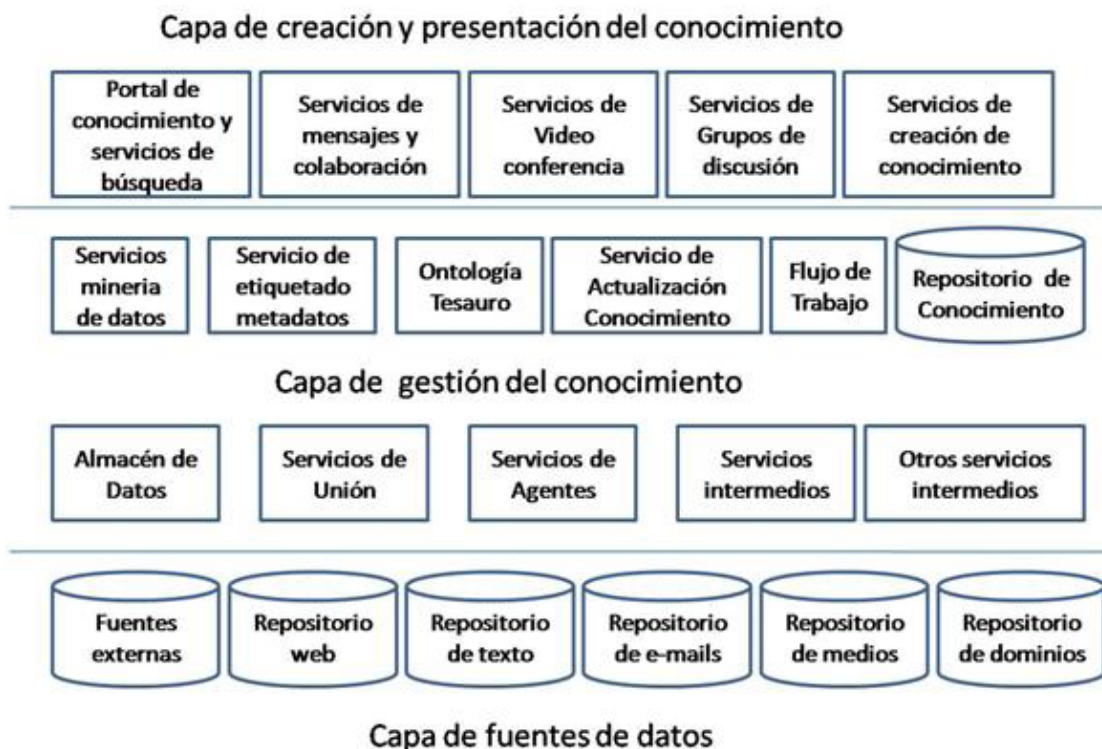 Capa de creación y presentación del conocimiento
Portal de
conocimiento y
servicios de
búsqueda
Servicios de
mensajes y
colaboración
Servicios de
Video
conferencia
Servicios de
Grupos de
discusión
Servicios de
creación de
conocimiento
Servicios
mineria
de datos
Servicio de
etiquetado
metadatos
Ontología
Tesauro
Servicio de
Actualización
Conocimiento
Flujo de
Trabajo
Repositorio de
Conocimiento
Capa de gestión del conocimiento
Almacén de
Datos
Servicios de
Unión
Servicios de
Agentes
Servicios
intermedios
Otros servicios
intermedios
Fuentes
externas
Repositorio
web
Repositorio
de texto
Repositorio
de e-mails
Repositorio
de medios
Repositorio
de dominios
Capa de fuentes de datos